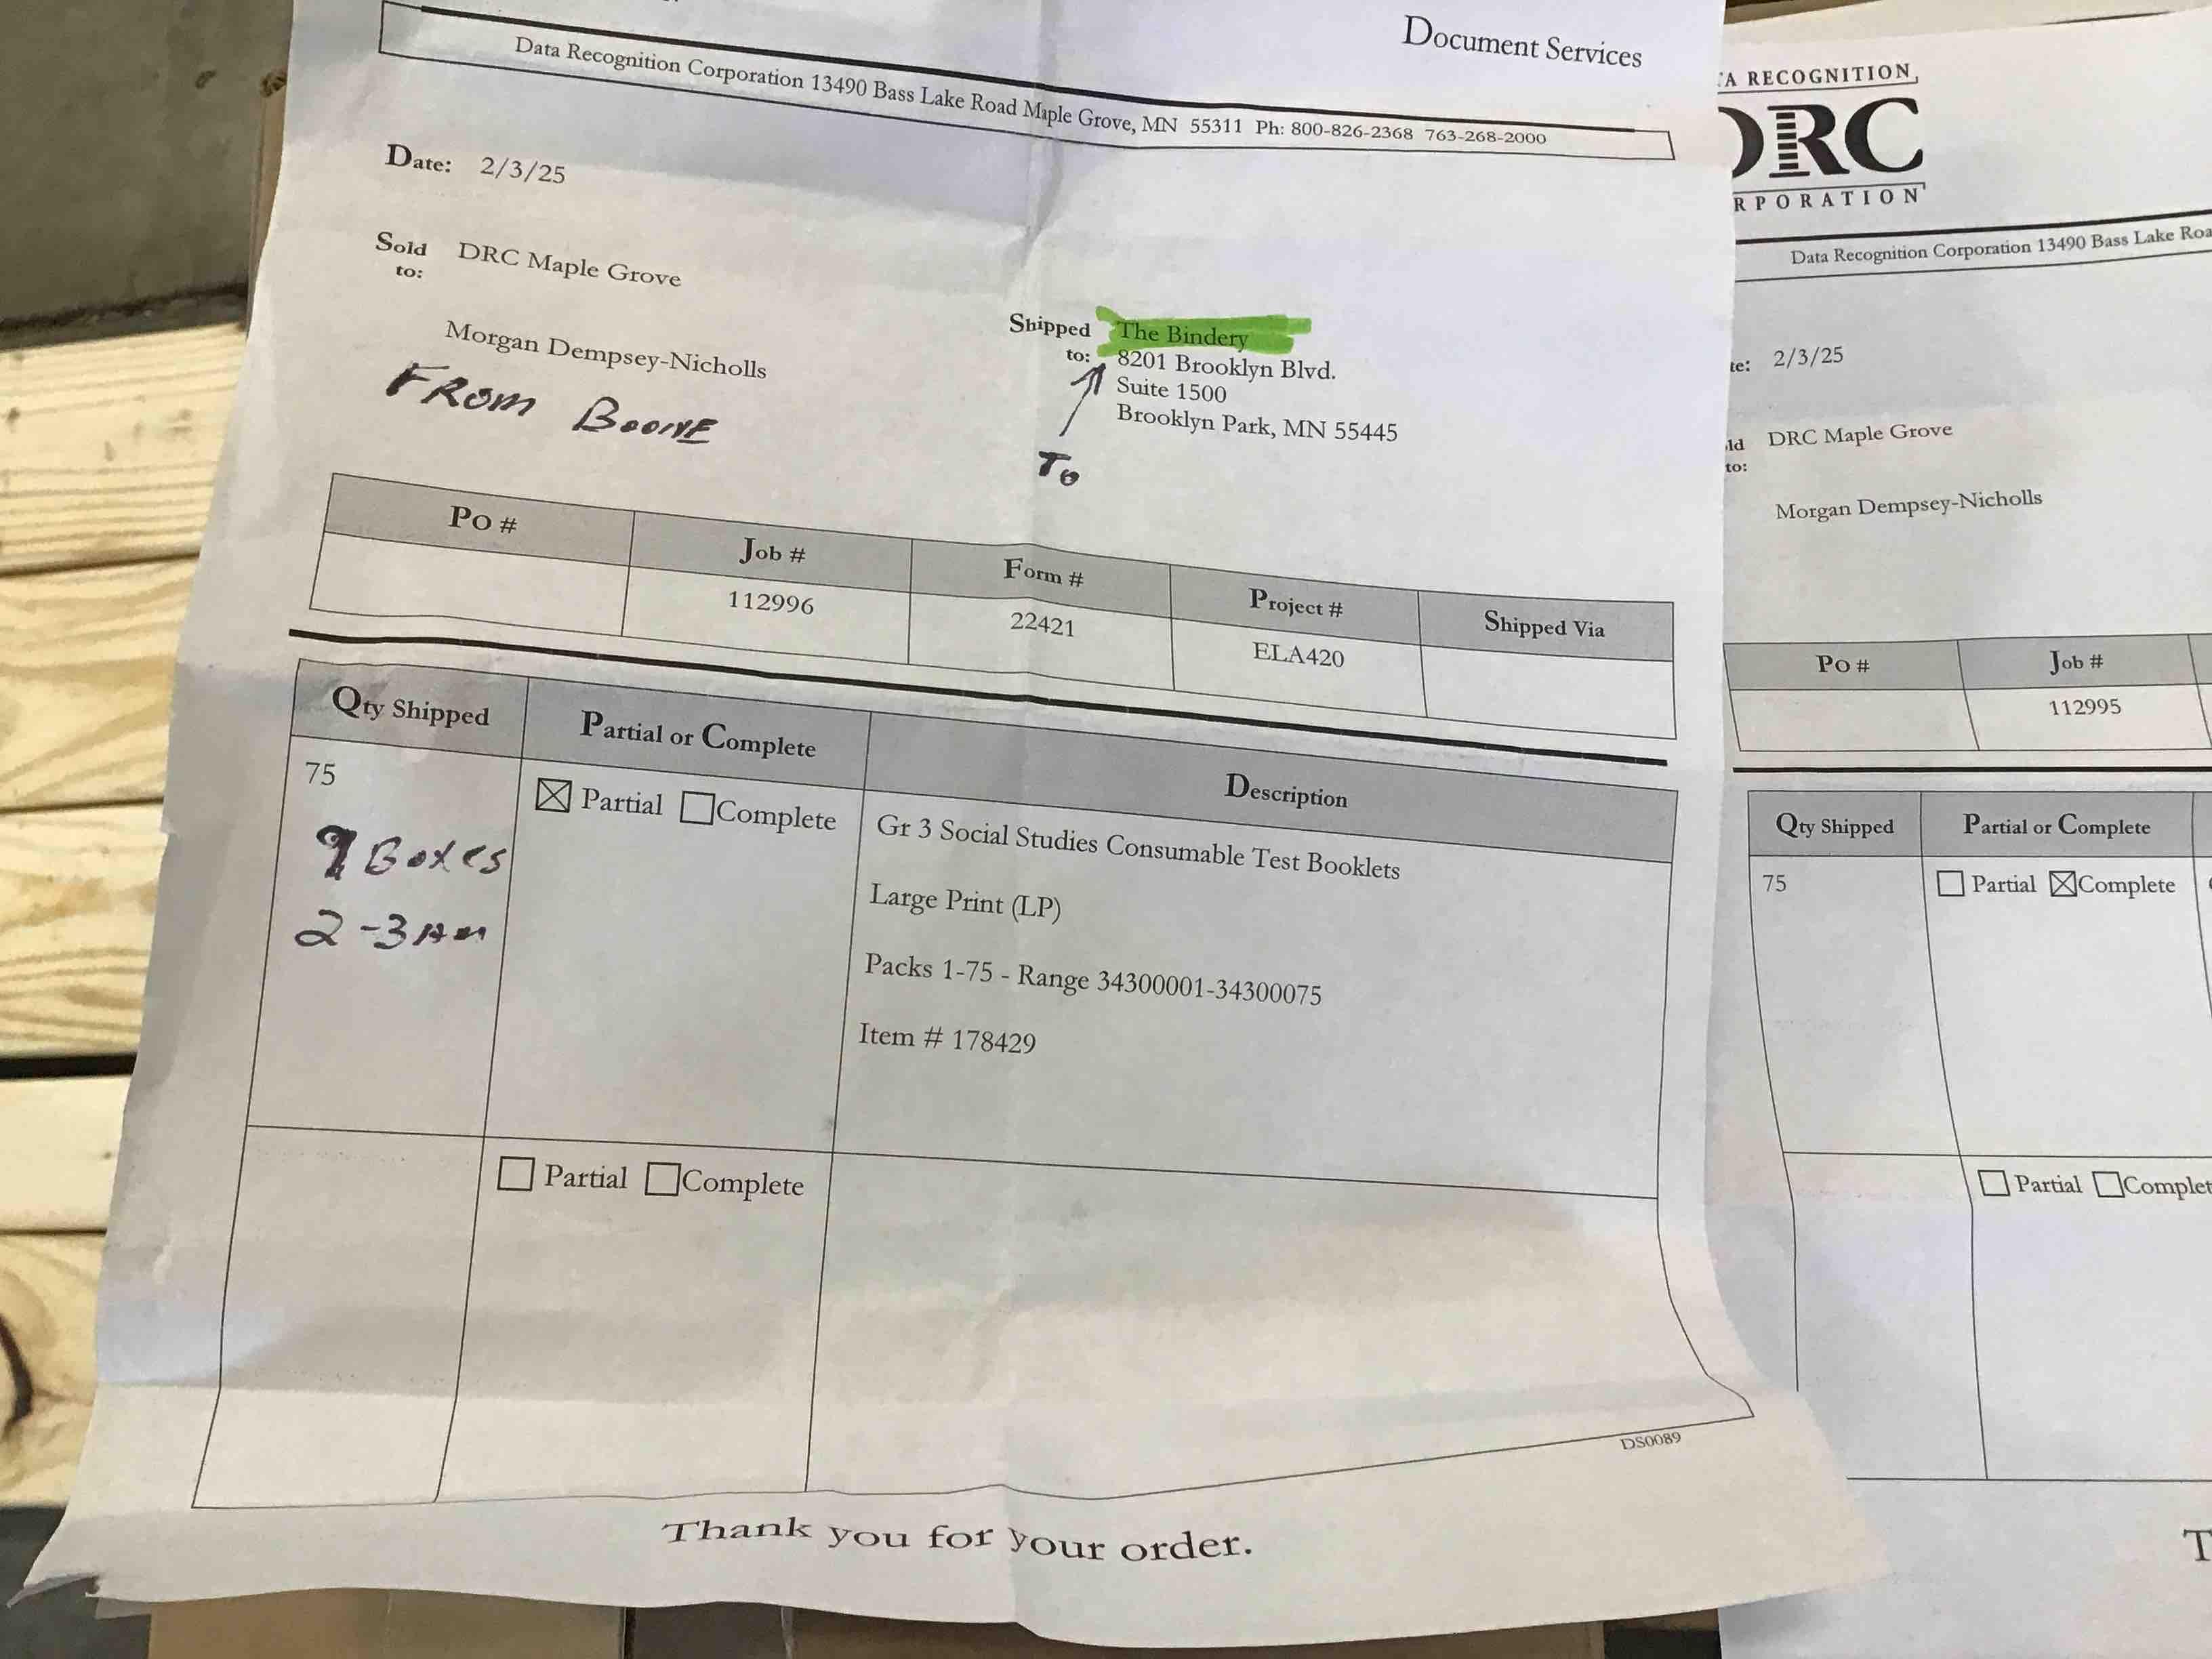 Document Services
Data Recognition Corporation 13490 Bass Lake Road Maple Grove, MN 55311 Ph: 800-826-2368 763-268-2000
Date: 2/3/25
Sold to: DRC Maple Grove
Morgan Dempsey-Nicholls
FROM BOONE
Shipped to: The Bindery
8201 Brooklyn Blvd.
Suite 1500
Brooklyn Park, MN 55445
To
Po # Job # Form # Project # Shipped Via
112996 22421 ELA420
Qty Shipped Partial or Complete Description
75 Partial Complete Gr 3 Social Studies Consumable Test Booklets
9 Boxes
Large Print (LP)
2-3 
Packs 1-75 - Range 34300001-34300075
Item # 178429
Partial Complete
DS0089
Thank you for your order.
A RECOGNITION
DRC
RPORATION
Data Recognition Corporation 13490 Bass Lake Roa
te: 2/3/25
ld to: DRC Maple Grove
Morgan Dempsey-Nicholls
Po # Job #
112995
Qty Shipped Partial or Complete
75 Partial Complete
Partial Complet
T